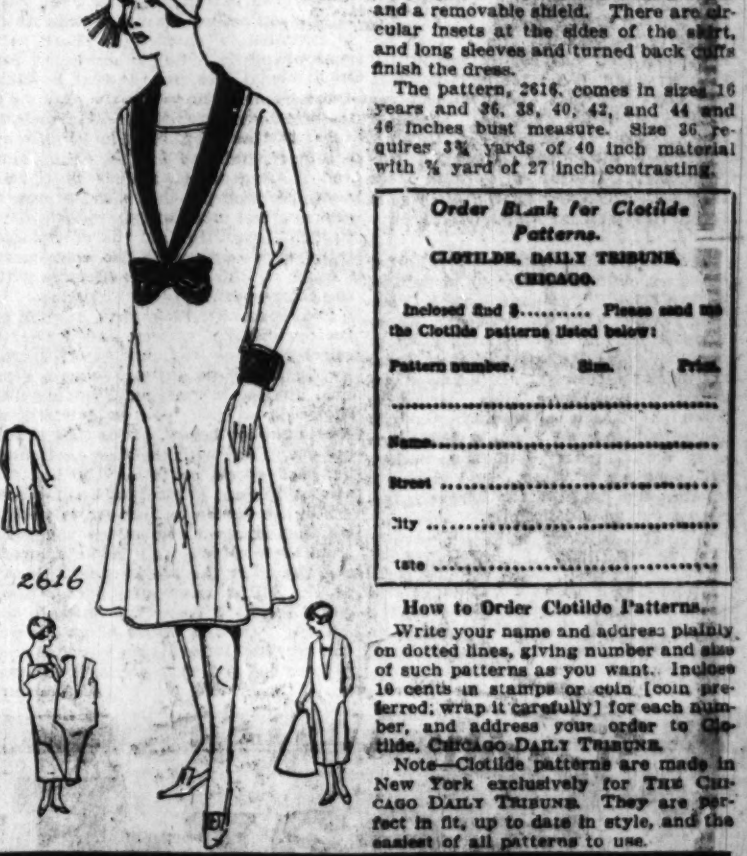 and a removable shield. There are cir-
cular insets at the sides of the skirt,
and long sleeves and turned back cuffs
finish the dress.
The pattern, 2616, comes in sizes 16
years and 36, 38, 40, 42, and 44 and
46 inches bust measure. Size 36 re-
quires 3¾ yards of 40 inch material
with ⅞ yard of 27 inch contrasting.
Order Blank for Clotilde
Patterns.
CLOTILDE, DAILY TRIBUNE,
CHICAGO.
Inclosed find $.......... Please send me
the Clotilde patterns listed below:
Pattern number. Size. Price.
Name
Street
City
State
2616
How to Order Clotilde Patterns.
Write your name and address plainly
on dotted lines, giving number and size
of such patterns as you want. Inclose
10 cents in stamps or coin [coin pre-
ferred; wrap it carefully] for each num-
ber, and address your order to Clo-
tilde, CHICAGO DAILY TRIBUNE.
Note—Clotilde patterns are made in
New York exclusively for THE CHI-
CAGO DAILY TRIBUNE. They are per-
fect in fit, up to date in style, and the
easiest of all patterns to use.